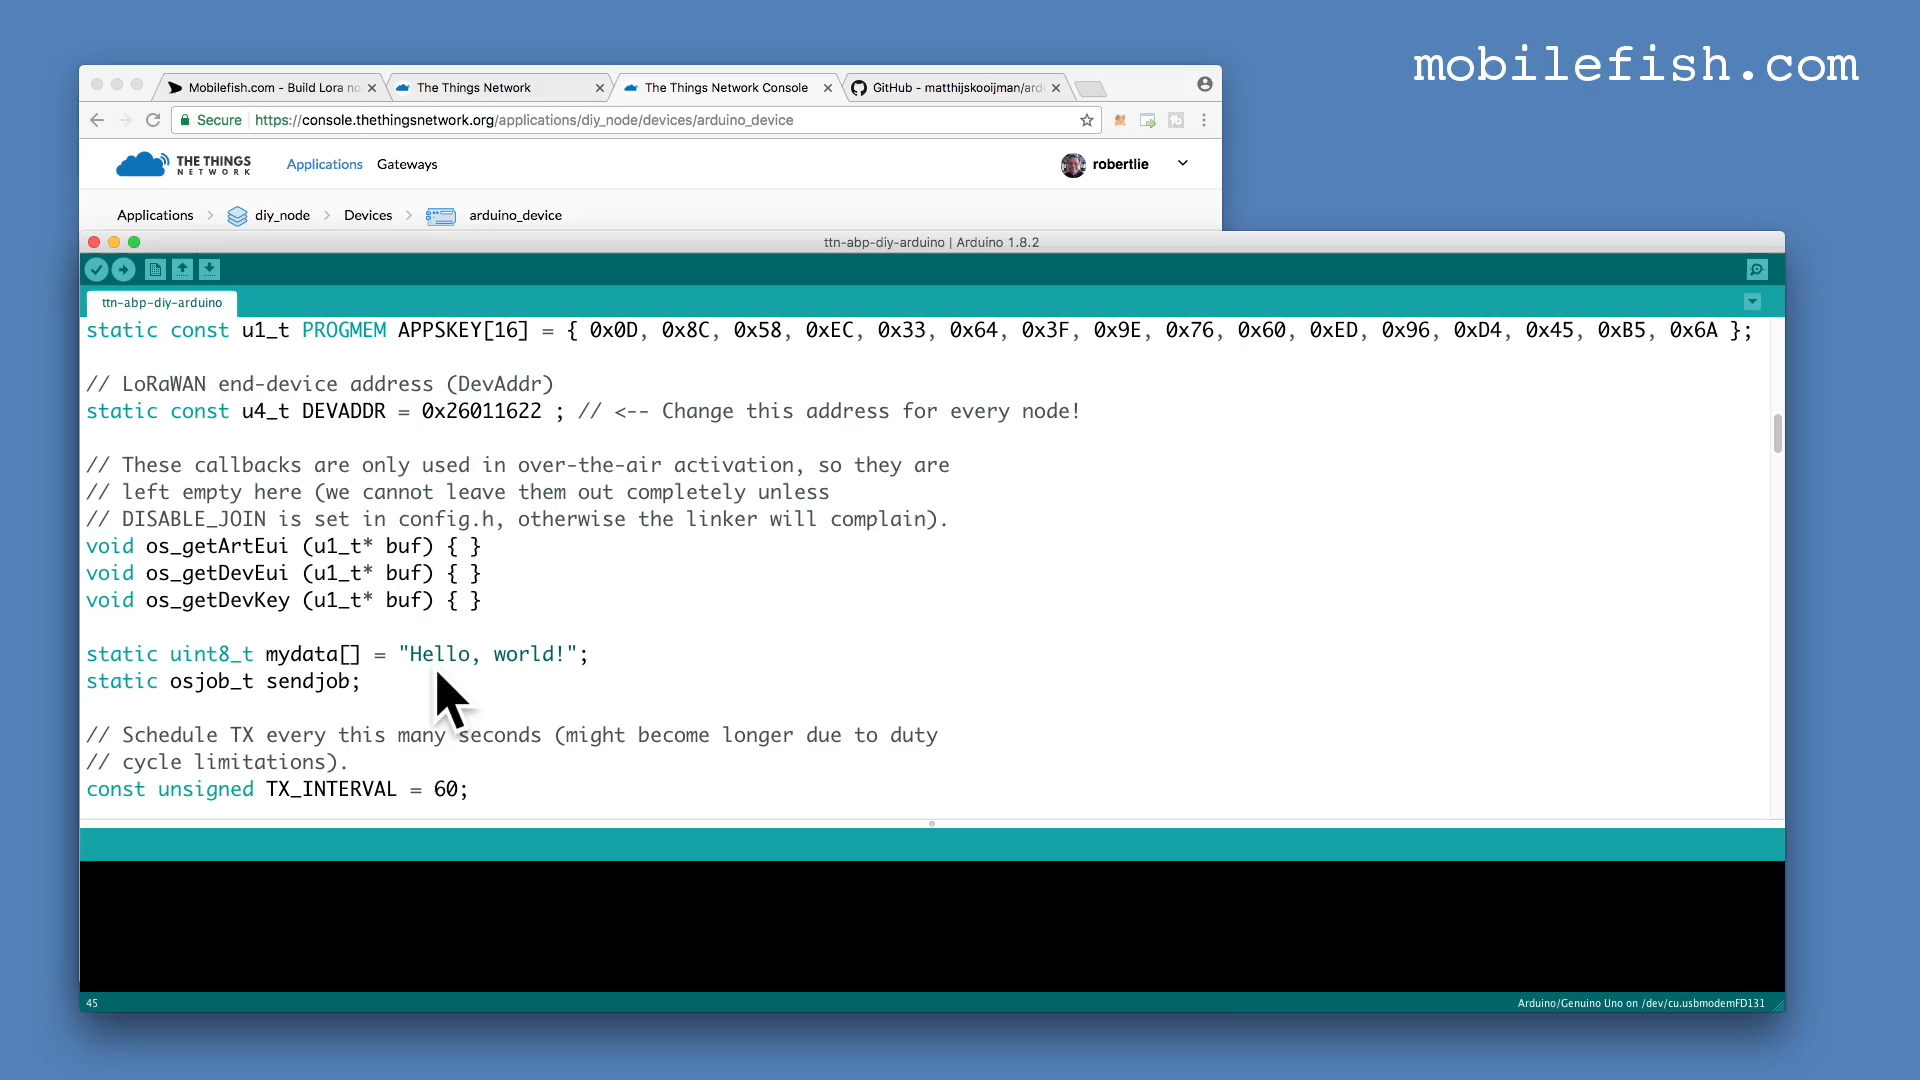 mobilefish.com
Mobilefish.com - Build Lora no
The Things Network
The Things Network Console
GitHub - matthijskooijman/ardu
Secure
https://console.thethingsnetwork.org/applications/diy_node/devices/arduino_device
THE THINGS
NETWORK
Applications
Gateways
robertlie
Applications
diy_node
Devices
arduino_device
ttn-abp-diy-arduino | Arduino 1.8.2
ttn-abp-diy-arduino
static const u1_t PROGMEM APPSKEY[16] = { 0x0D, 0x8C, 0x58, 0xEC, 0x33, 0x64, 0x3F, 0x9E, 0x76, 0x60, 0xED, 0x96, 0xD4, 0x45, 0xB5, 0x6A };
// LoRaWAN end-device address (DevAddr)
static const u4_t DEVADDR = 0x26011622 ; // <-- Change this address for every node!
// These callbacks are only used in over-the-air activation, so they are
// left empty here (we cannot leave them out completely unless
// DISABLE_JOIN is set in config.h, otherwise the linker will complain).
void os_getArtEui (u1_t* buf) { }
void os_getDevEui (u1_t* buf) { }
void os_getDevKey (u1_t* buf) { }
static uint8_t mydata[] = "Hello, world!";
static osjob_t sendjob;
// Schedule TX every this many seconds (might become longer due to duty
// cycle limitations).
const unsigned TX_INTERVAL = 60;
45
Arduino/Genuino Uno on /dev/cu.usbmodemFD131